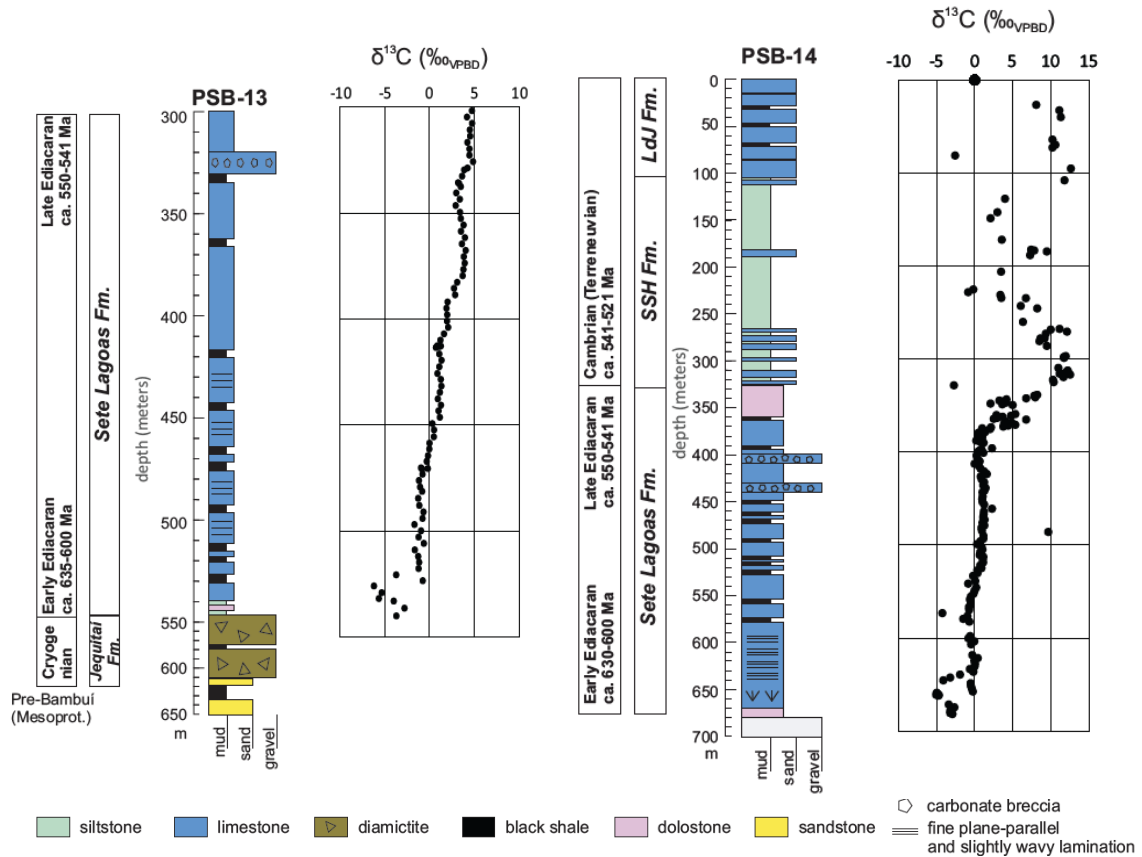 δ¹³C (‰VPBD)
PSB-13
-10 -5 0 5 10
300
350
400
450
500
550
600
650
m
depth (meters)
mud
sand
gravel
Late Ediacaran
ca. 550-541 Ma
Early Ediacaran
ca. 635-600 Ma
Cryoge
nian
Sete Lagoas Fm.
Jequitaí
Fm.
Pre-Bambuí
(Mesoprot.)
δ¹³C (‰VPBD)
PSB-14
-10 -5 0 5 10 15
0
50
100
150
200
250
300
350
400
450
500
550
600
650
700
m
depth (meters)
mud
sand
gravel
Cambrian (Terreneuvian)
ca. 541-521 Ma
Late Ediacaran
ca. 550-541 Ma
Early Ediacaran
ca. 630-600 Ma
LdJ Fm.
SSH Fm.
Sete Lagoas Fm.
siltstone
limestone
diamictite
black shale
dolostone
sandstone
carbonate breccia
fine plane-parallel
and slightly wavy lamination